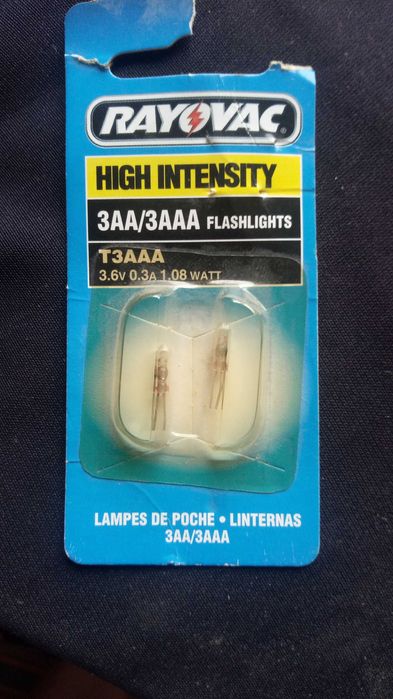 RAYOVAC
HIGH INTENSITY
3AA/3AAA FLASHLIGHTS
T3AAA
3.6V 0.3A 1.08 WATT
LAMPES DE POCHE • LINTERNAS
3AA/3AAA